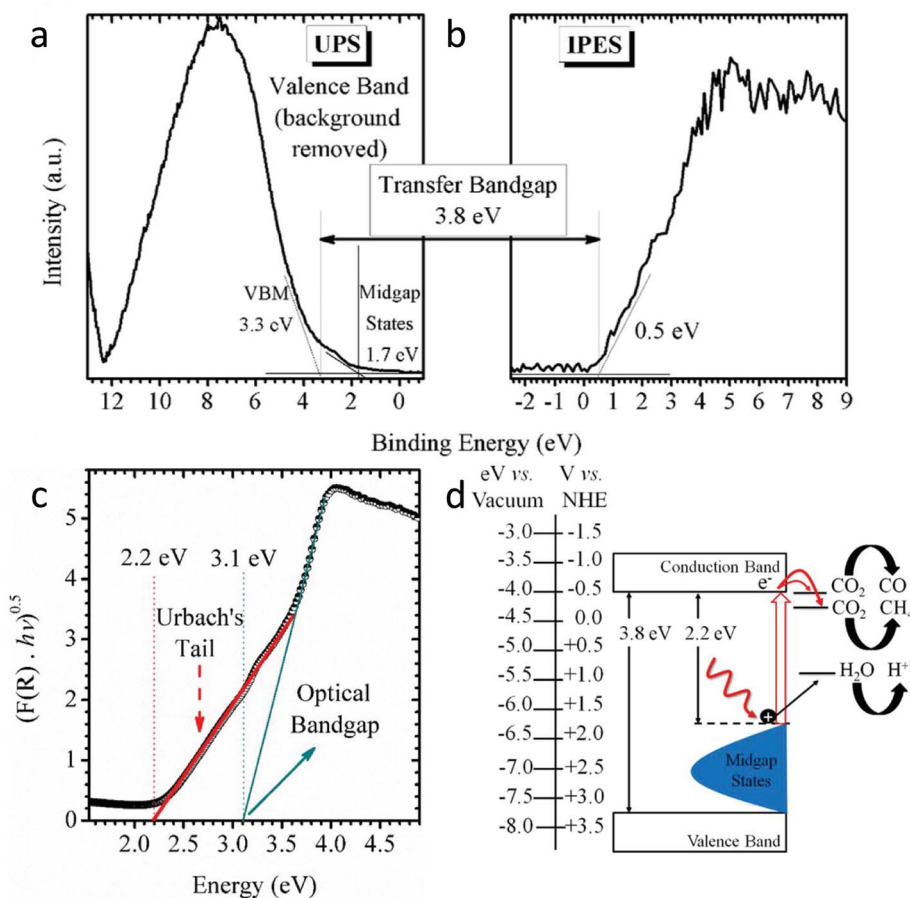 a
UPS
Valence Band
(background
removed)
b
IPES
Transfer Bandgap
3.8 eV
VBM
3.3 eV
Midgap
States
1.7 eV
0.5 eV
Intensity (a.u.)
12 10 8 6 4 2 0
-2 -1 0 1 2 3 4 5 6 7 8 9
Binding Energy (eV)
c
5
4
3
2
1
0
2.2 eV
3.1 eV
Urbach's
Tail
Optical
Bandgap
(F(R) . hν)0.5
2.0 2.5 3.0 3.5 4.0 4.5
Energy (eV)
d
eV vs. V vs.
Vacuum NHE
-3.0 -1.5
-3.5 -1.0
-4.0 -0.5
-4.5 0.0
-5.0 +0.5
-5.5 +1.0
-6.0 +1.5
-6.5 +2.0
-7.0 +2.5
-7.5 +3.0
-8.0 +3.5
Conduction Band
e-
CO2 CO
CO2
3.8 eV
2.2 eV
H2O H+
+
Midgap
States
Valence Band